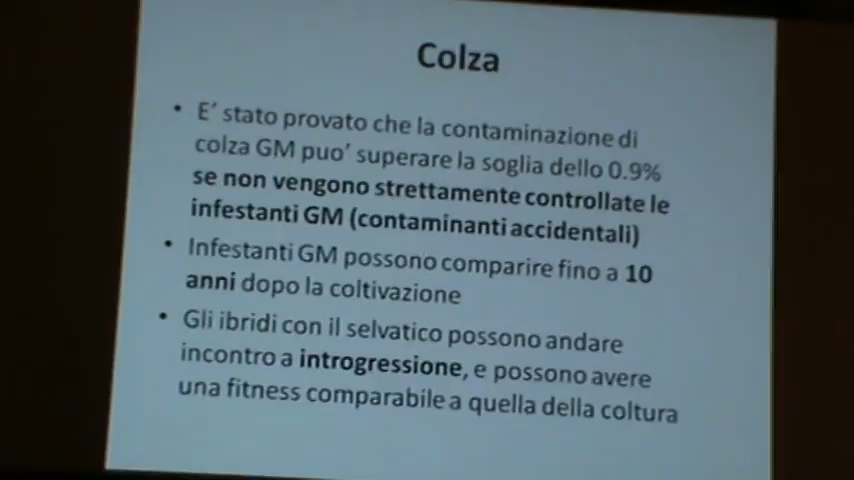 Colza
• E' stato provato che la contaminazione di
colza GM puo' superare la soglia dello 0.9%
se non vengono strettamente controllate le
infestanti GM (contaminanti accidentali)
• Infestanti GM possono comparire fino a 10
anni dopo la coltivazione
• Gli ibridi con il selvatico possono andare
incontro a introgressione, e possono avere
una fitness comparabile a quella della coltura